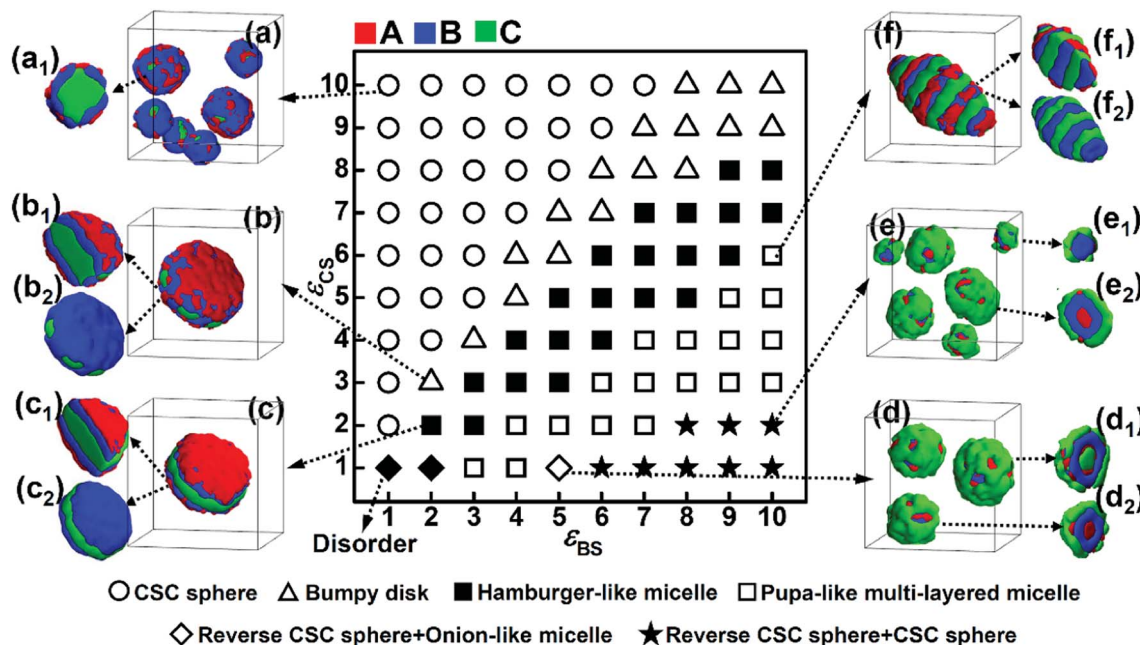 A B C
(a)
(a1)
(b)
(b1)
(b2)
(c)
(c1)
(c2)
εCS
10
9
8
7
6
5
4
3
2
1
1 2 3 4 5 6 7 8 9 10
Disorder
εBS
(f)
(f1)
(f2)
(e)
(e1)
(e2)
(d)
(d1)
(d2)
CSC sphere Bumpy disk Hamburger-like micelle Pupa-like multi-layered micelle
Reverse CSC sphere+Onion-like micelle Reverse CSC sphere+CSC sphere